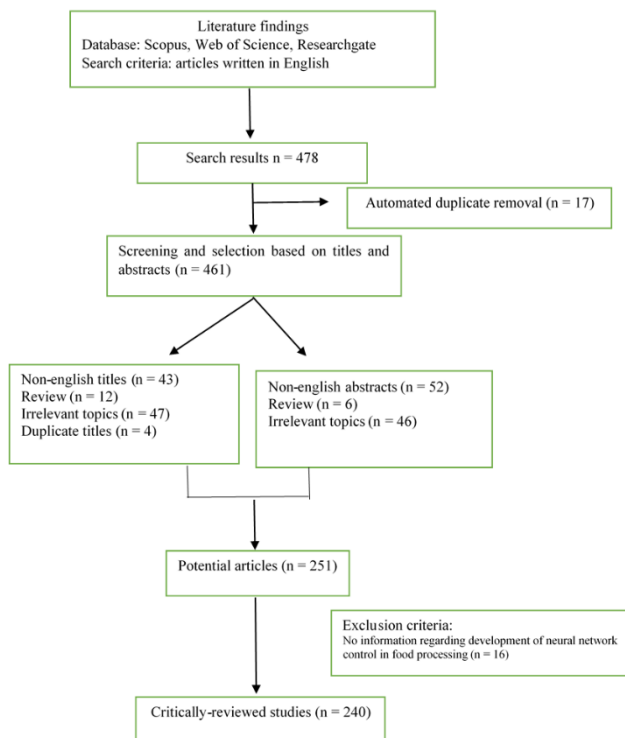 Literature findings
Database: Scopus, Web of Science, Researchgate
Search criteria: articles written in English
Search results n = 478
Automated duplicate removal (n = 17)
Screening and selection based on titles and
abstracts (n = 461)
Non-english titles (n = 43)
Review (n = 12)
Irrelevant topics (n = 47)
Duplicate titles (n = 4)
Non-english abstracts (n = 52)
Review (n = 6)
Irrelevant topics (n = 46)
Potential articles (n = 251)
Exclusion criteria:
No information regarding development of neural network
control in food processing (n = 16)
Critically-reviewed studies (n = 240)